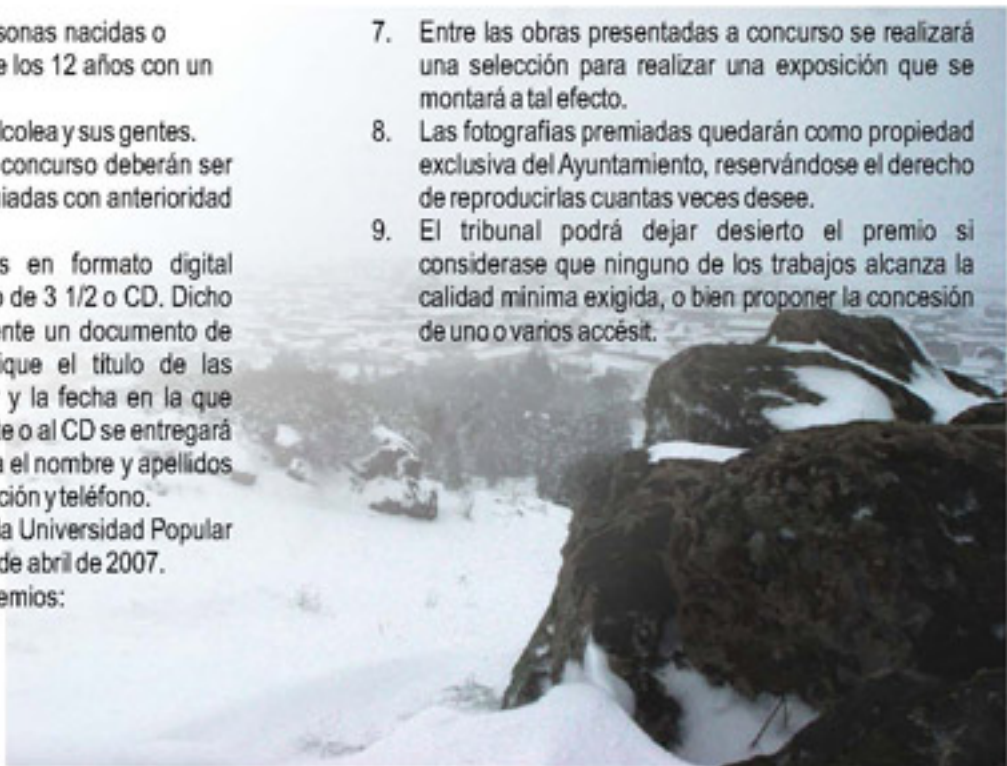 sonas nacidas o
e los 12 años con un
lcolea y sus gentes.
concurso deberán ser
iadas con anterioridad
s en formato digital
o de 3 1/2 o CD. Dicho
ente un documento de
ique el título de las
y la fecha en la que
te o al CD se entregará
a el nombre y apellidos
ción y teléfono.
a Universidad Popular
de abril de 2007.
emios:
7. Entre las obras presentadas a concurso se realizará
una selección para realizar una exposición que se
montará a tal efecto.
8. Las fotografías premiadas quedarán como propiedad
exclusiva del Ayuntamiento, reservándose el derecho
de reproducirlas cuantas veces desee.
9. El tribunal podrá dejar desierto el premio si
considerase que ninguno de los trabajos alcanza la
calidad mínima exigida, o bien proponer la concesión
de uno o varios accésit.